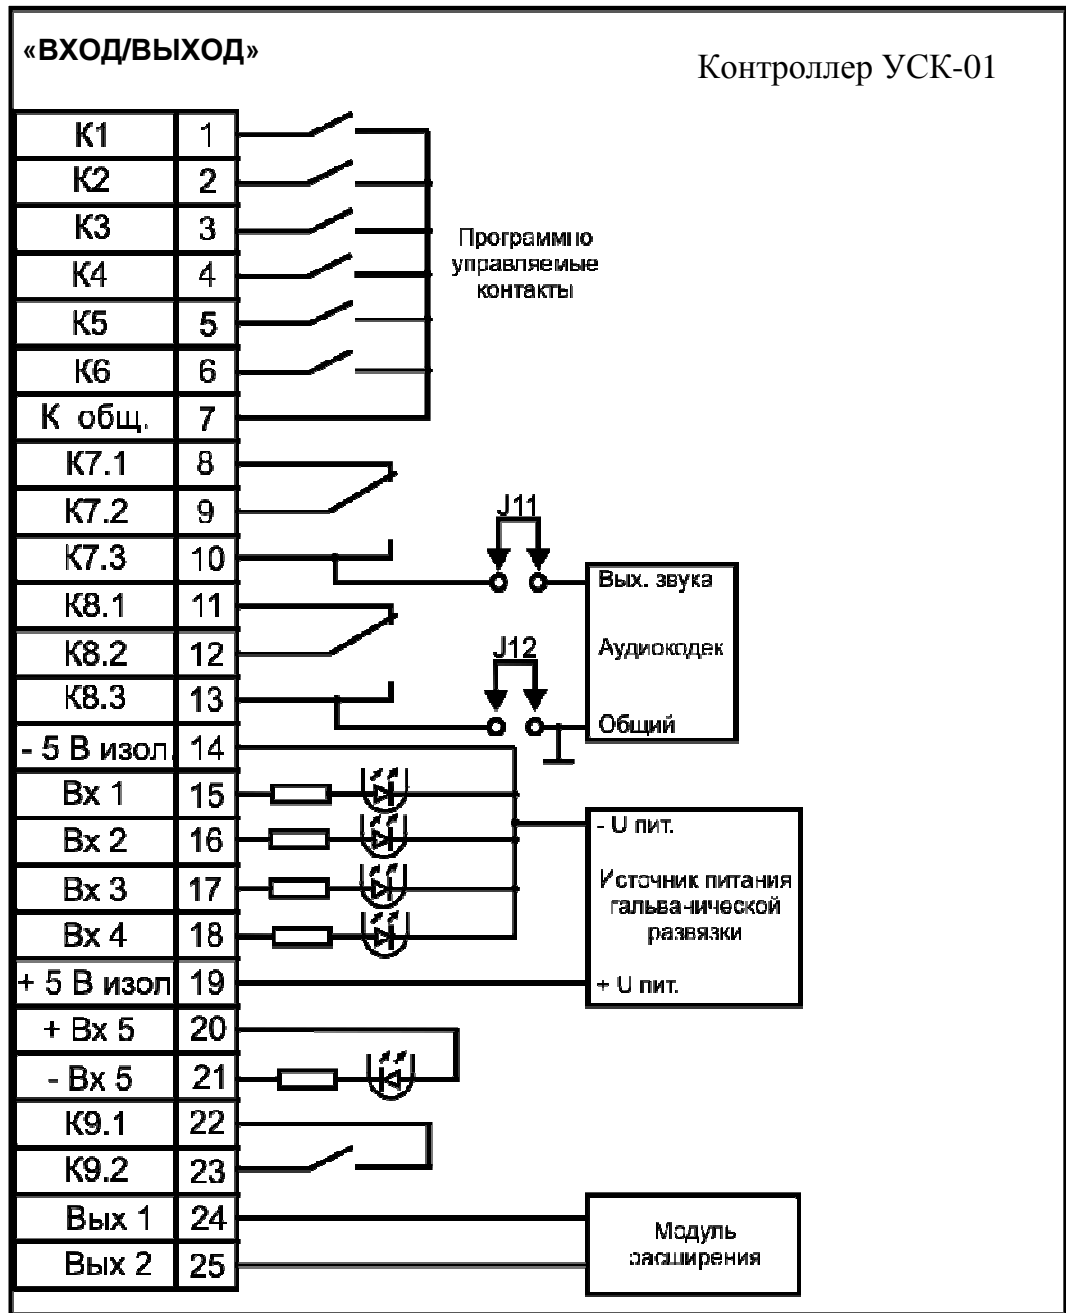 «ВХОД/ВЫХОД»
Контроллер УСК-01
К1 1
К2 2
К3 3
К4 4
К5 5
К6 6
К общ. 7
К7.1 8
К7.2 9
К7.3 10
К8.1 11
К8.2 12
К8.3 13
- 5 В изол. 14
Вх 1 15
Вх 2 16
Вх 3 17
Вх 4 18
+ 5 В изол 19
+ Вх 5 20
- Вх 5 21
К9.1 22
К9.2 23
Вых 1 24
Вых 2 25
Программно
управляемые
контакты
J11
Вых. звука
Аудиокодек
J12
Общий
- U пит.
Источник питания
гальванической
развязки
+ U пит.
Модуль
расширения